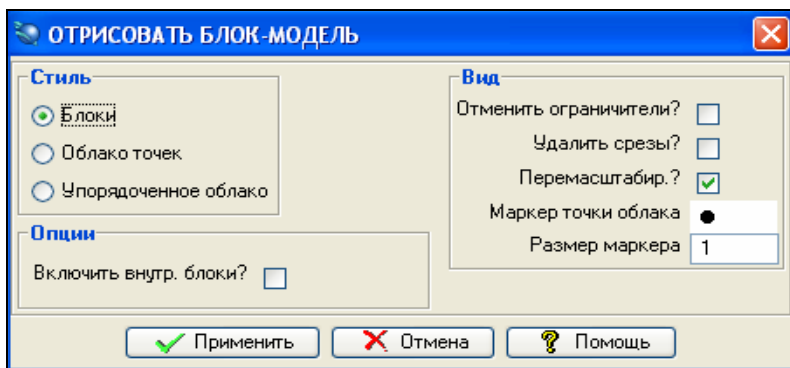 ОТРИСОВАТЬ БЛОК-МОДЕЛЬ
Стиль
Блоки
Облако точек
Упорядоченное облако
Опции
Включить внутр. блоки?
Вид
Отменить ограничители?
Удалить срезы?
Перемасштабир.?
Маркер точки облака
Размер маркера 1
Применить Отмена Помощь